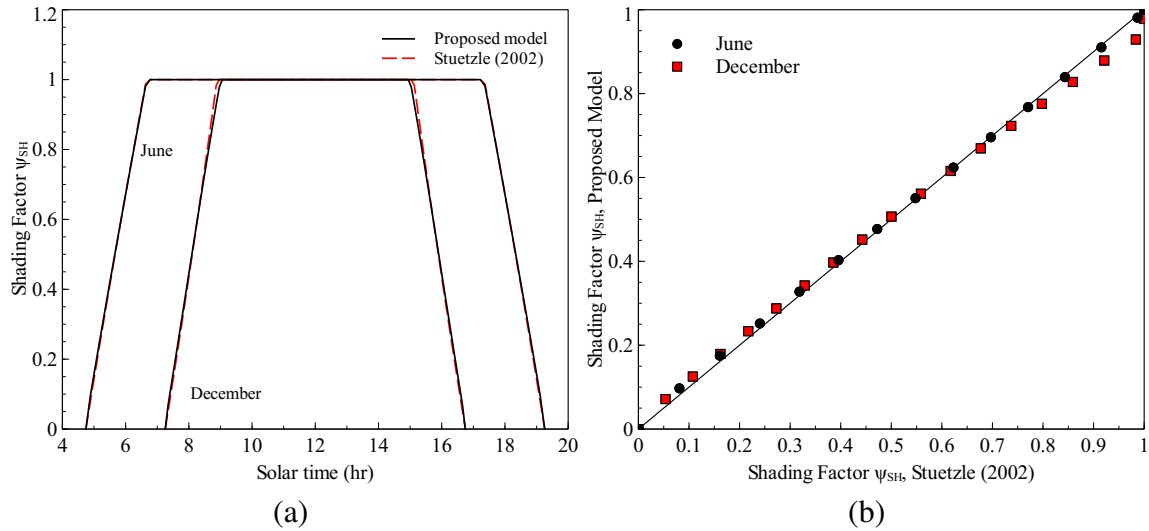 1.2
1
0.8
0.6
0.4
0.2
0
Shading Factor ψSH
Proposed model
Stuetzle (2002)
June
December
4 6 8 10 12 14 16 18 20
Solar time (hr)
(a)
1
0.8
0.6
0.4
0.2
0
Shading Factor ψSH, Proposed Model
June
December
0 0.1 0.2 0.3 0.4 0.5 0.6 0.7 0.8 0.9 1
Shading Factor ψSH, Stuetzle (2002)
(b)